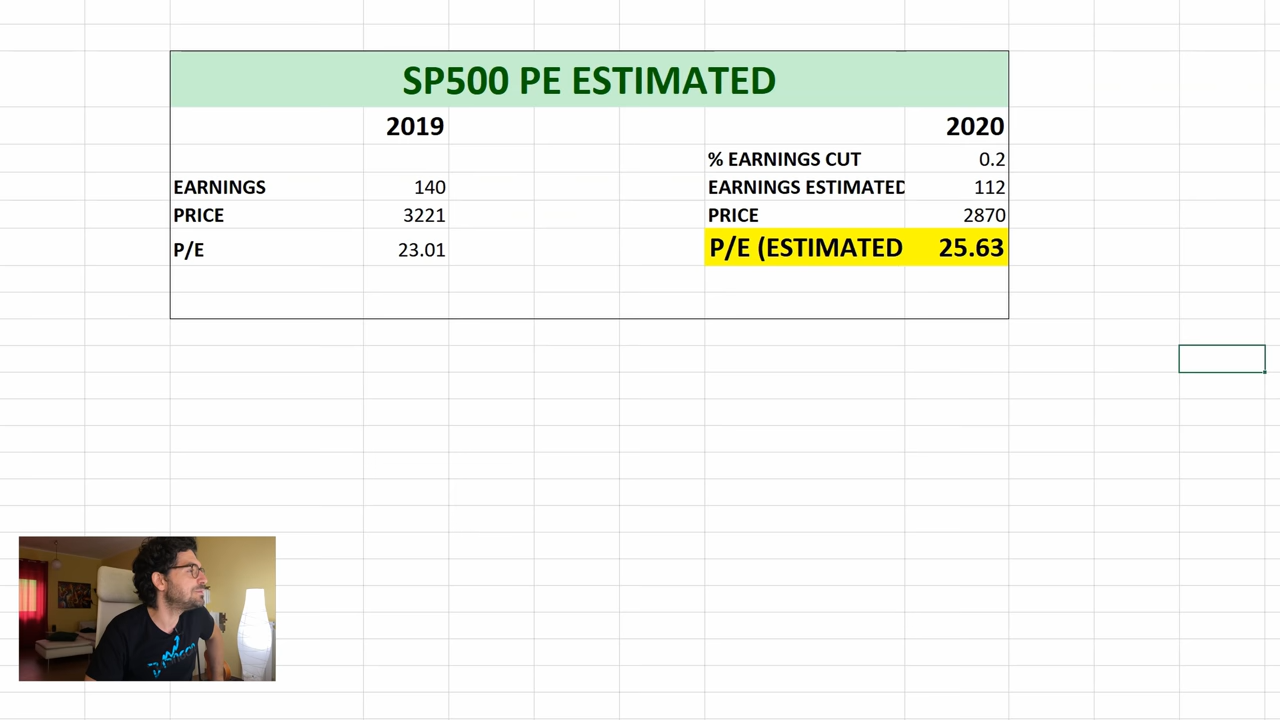 SP500 PE ESTIMATED
2019 2020
% EARNINGS CUT 0.2
EARNINGS 140 EARNINGS ESTIMATED 112
PRICE 3221 PRICE 2870
P/E 23.01 P/E (ESTIMATED 25.63